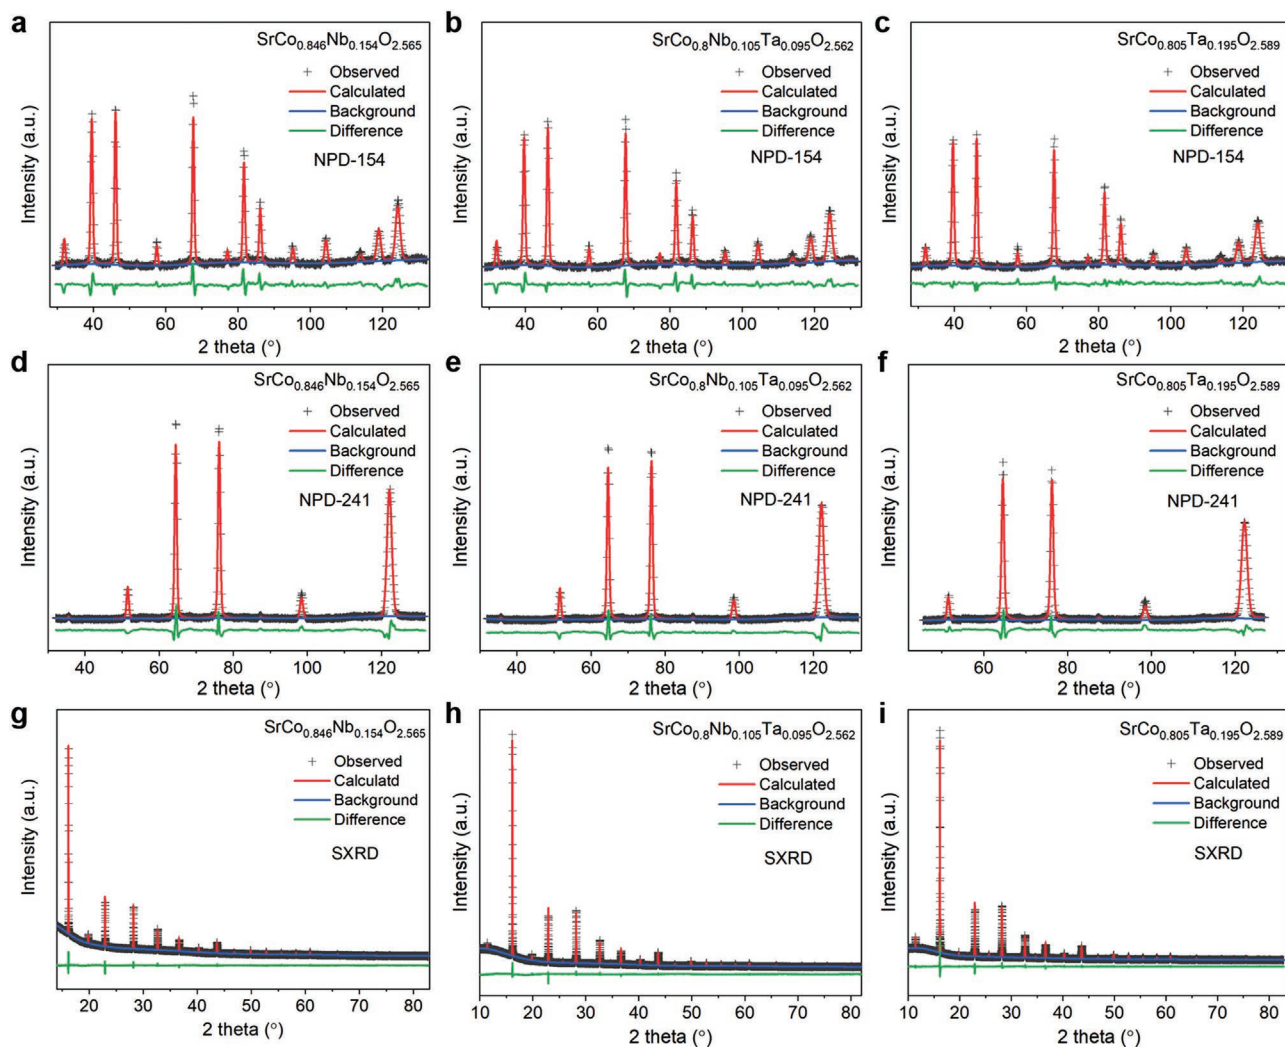 a
SrCo0.846Nb0.154O2.565
Observed
Calculated
Background
Difference
NPD-154
Intensity (a.u.)
40 60 80 100 120
2 theta (°)
b
SrCo0.8Nb0.105Ta0.095O2.562
Observed
Calculated
Background
Difference
NPD-154
Intensity (a.u.)
40 60 80 100 120
2 theta (°)
c
SrCo0.805Ta0.195O2.589
Observed
Calculated
Background
Difference
NPD-154
Intensity (a.u.)
40 60 80 100 120
2 theta (°)
d
SrCo0.846Nb0.154O2.565
Observed
Calculated
Background
Difference
NPD-241
Intensity (a.u.)
40 60 80 100 120
2 theta (°)
e
SrCo0.8Nb0.105Ta0.095O2.562
Observed
Calculated
Background
Difference
NPD-241
Intensity (a.u.)
40 60 80 100 120
2 theta (°)
f
SrCo0.805Ta0.195O2.589
Observed
Calculated
Background
Difference
NPD-241
Intensity (a.u.)
60 80 100 120
2 theta (°)
g
SrCo0.846Nb0.154O2.565
Observed
Calculatd
Background
Difference
SXRD
Intensity (a.u.)
20 30 40 50 60 70 80
2 theta (°)
h
SrCo0.8Nb0.105Ta0.095O2.562
Observed
Calculated
Background
Difference
SXRD
Intensity (a.u.)
10 20 30 40 50 60 70 80
2 theta (°)
i
SrCo0.805Ta0.195O2.589
Observed
Calculated
Background
Difference
SXRD
Intensity (a.u.)
10 20 30 40 50 60 70 80
2 theta (°)